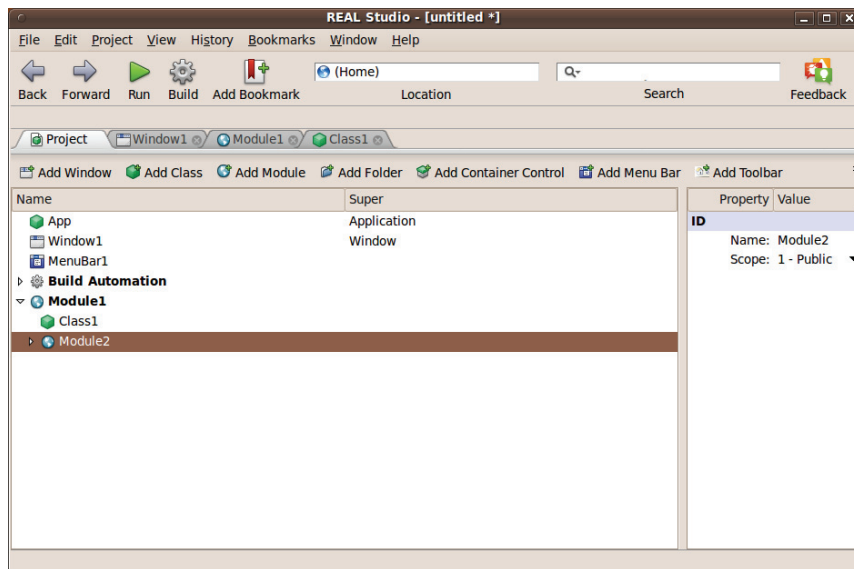 REAL Studio - [untitled *]
File Edit Project View History Bookmarks Window Help
(Home)
Back Forward Run Build Add Bookmark Location Search Feedback
Project Window1 Module1 Class1
Add Window Add Class Add Module Add Folder Add Container Control Add Menu Bar Add Toolbar
Name Super Property Value
App Application ID
Window1 Window Name: Module2
MenuBar1 Scope: 1 - Public
Build Automation
Module1
Class1
Module2